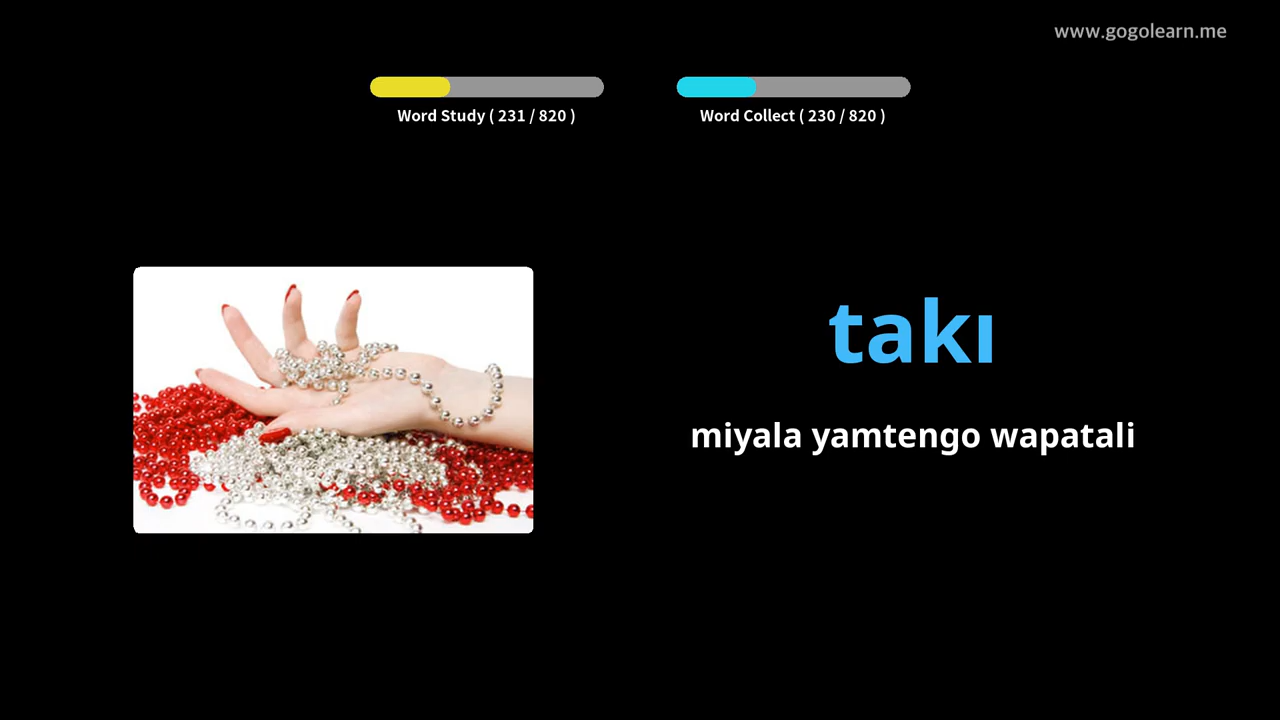 www.gogolearn.me
Word Study ( 231 / 820 )
Word Collect ( 230 / 820 )
takı
miyala yamtengo wapatali